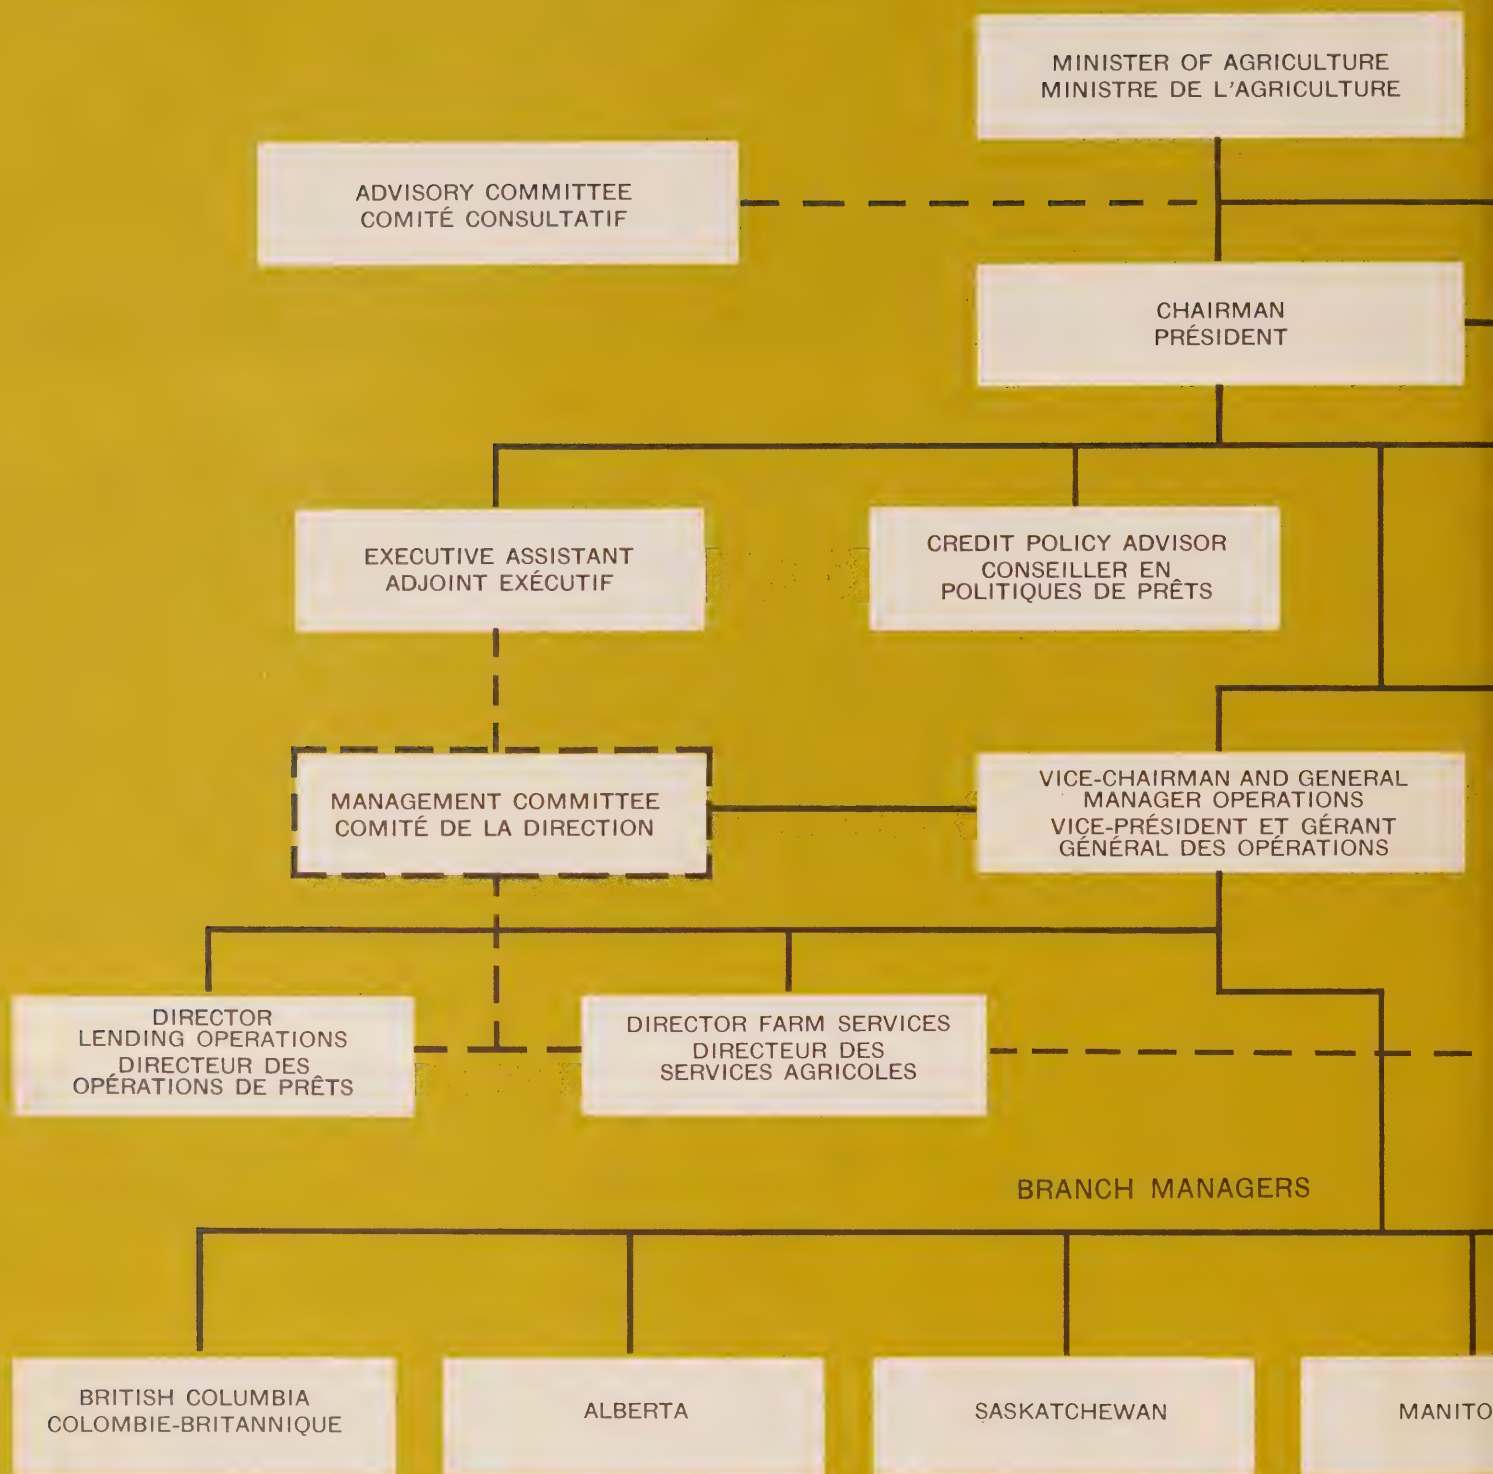 MINISTER OF AGRICULTURE
MINISTRE DE L'AGRICULTURE
ADVISORY COMMITTEE
COMITÉ CONSULTATIF
CHAIRMAN
PRÉSIDENT
EXECUTIVE ASSISTANT
ADJOINT EXÉCUTIF
CREDIT POLICY ADVISOR
CONSEILLER EN
POLITIQUES DE PRÊTS
MANAGEMENT COMMITTEE
COMITÉ DE LA DIRECTION
VICE-CHAIRMAN AND GENERAL
MANAGER OPERATIONS
VICE-PRÉSIDENT ET GÉRANT
GÉNÉRAL DES OPÉRATIONS
DIRECTOR
LENDING OPERATIONS
DIRECTEUR DES
OPÉRATIONS DE PRÊTS
DIRECTOR FARM SERVICES
DIRECTEUR DES
SERVICES AGRICOLES
BRANCH MANAGERS
BRITISH COLUMBIA
COLOMBIE-BRITANNIQUE
ALBERTA
SASKATCHEWAN
MANITO